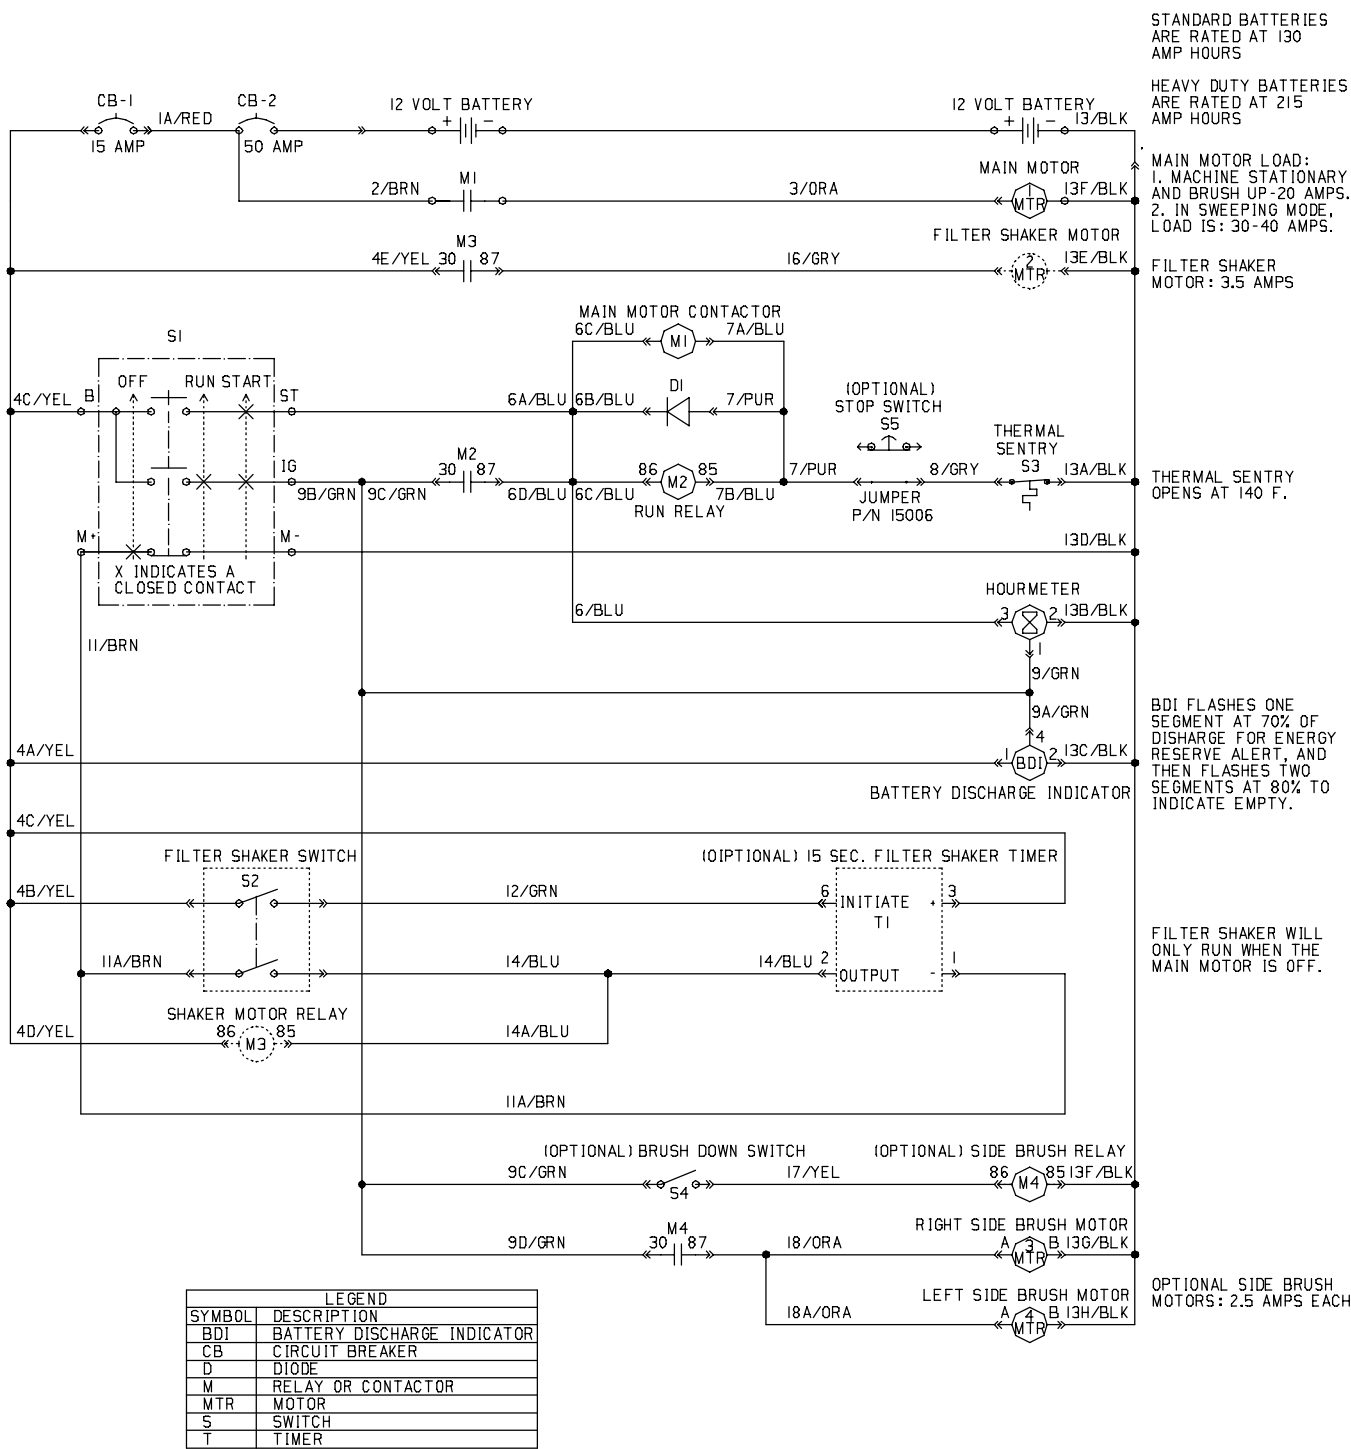 STANDARD BATTERIES
ARE RATED AT 130
AMP HOURS
HEAVY DUTY BATTERIES
ARE RATED AT 215
AMP HOURS
CB-1
1A/RED
CB-2
12 VOLT BATTERY
12 VOLT BATTERY
+ -
+ -
13/BLK
15 AMP
50 AMP
MAIN MOTOR LOAD:
1. MACHINE STATIONARY
AND BRUSH UP-20 AMPS.
2. IN SWEEPING MODE,
LOAD IS: 30-40 AMPS.
MAIN MOTOR
2/BRN
M1
3/ORA
1
MTR
13F/BLK
FILTER SHAKER MOTOR
M3
4E/YEL
30
87
16/GRY
2
MTR
13E/BLK
FILTER SHAKER
MOTOR: 3.5 AMPS
MAIN MOTOR CONTACTOR
6C/BLU
M1
7A/BLU
S1
OFF
RUN
START
4C/YEL
B
ST
6A/BLU
6B/BLU
D1
7/PUR
(OPTIONAL)
STOP SWITCH
S5
THERMAL
SENTRY
S3
IG
9B/GRN
9C/GRN
M2
30
87
6D/BLU
6C/BLU
86
M2
85
7B/BLU
RUN RELAY
7/PUR
8/GRY
JUMPER
P/N 15006
13A/BLK
THERMAL SENTRY
OPENS AT 140 F.
M+
M-
13D/BLK
X INDICATES A
CLOSED CONTACT
HOURMETER
6/BLU
3
2
13B/BLK
1
11/BRN
9/GRN
9A/GRN
4
BDI FLASHES ONE
SEGMENT AT 70% OF
DISHARGE FOR ENERGY
RESERVE ALERT, AND
THEN FLASHES TWO
SEGMENTS AT 80% TO
INDICATE EMPTY.
4A/YEL
1
BDI
2
13C/BLK
BATTERY DISCHARGE INDICATOR
4C/YEL
FILTER SHAKER SWITCH
(OIPTIONAL) 15 SEC. FILTER SHAKER TIMER
S2
4B/YEL
12/GRN
6
INITIATE
+
3
T1
FILTER SHAKER WILL
ONLY RUN WHEN THE
MAIN MOTOR IS OFF.
11A/BRN
14/BLU
14/BLU
2
OUTPUT
-
1
SHAKER MOTOR RELAY
4D/YEL
86
M3
85
14A/BLU
11A/BRN
(OPTIONAL) BRUSH DOWN SWITCH
(OPTIONAL) SIDE BRUSH RELAY
9C/GRN
S4
17/YEL
86
M4
85
13F/BLK
RIGHT SIDE BRUSH MOTOR
9D/GRN
M4
30
87
18/ORA
A
3
MTR
B
13G/BLK
LEFT SIDE BRUSH MOTOR
18A/ORA
A
4
MTR
B
13H/BLK
OPTIONAL SIDE BRUSH
MOTORS: 2.5 AMPS EACH
LEGEND
SYMBOL DESCRIPTION
BDI BATTERY DISCHARGE INDICATOR
CB CIRCUIT BREAKER
D DIODE
M RELAY OR CONTACTOR
MTR MOTOR
S SWITCH
T TIMER